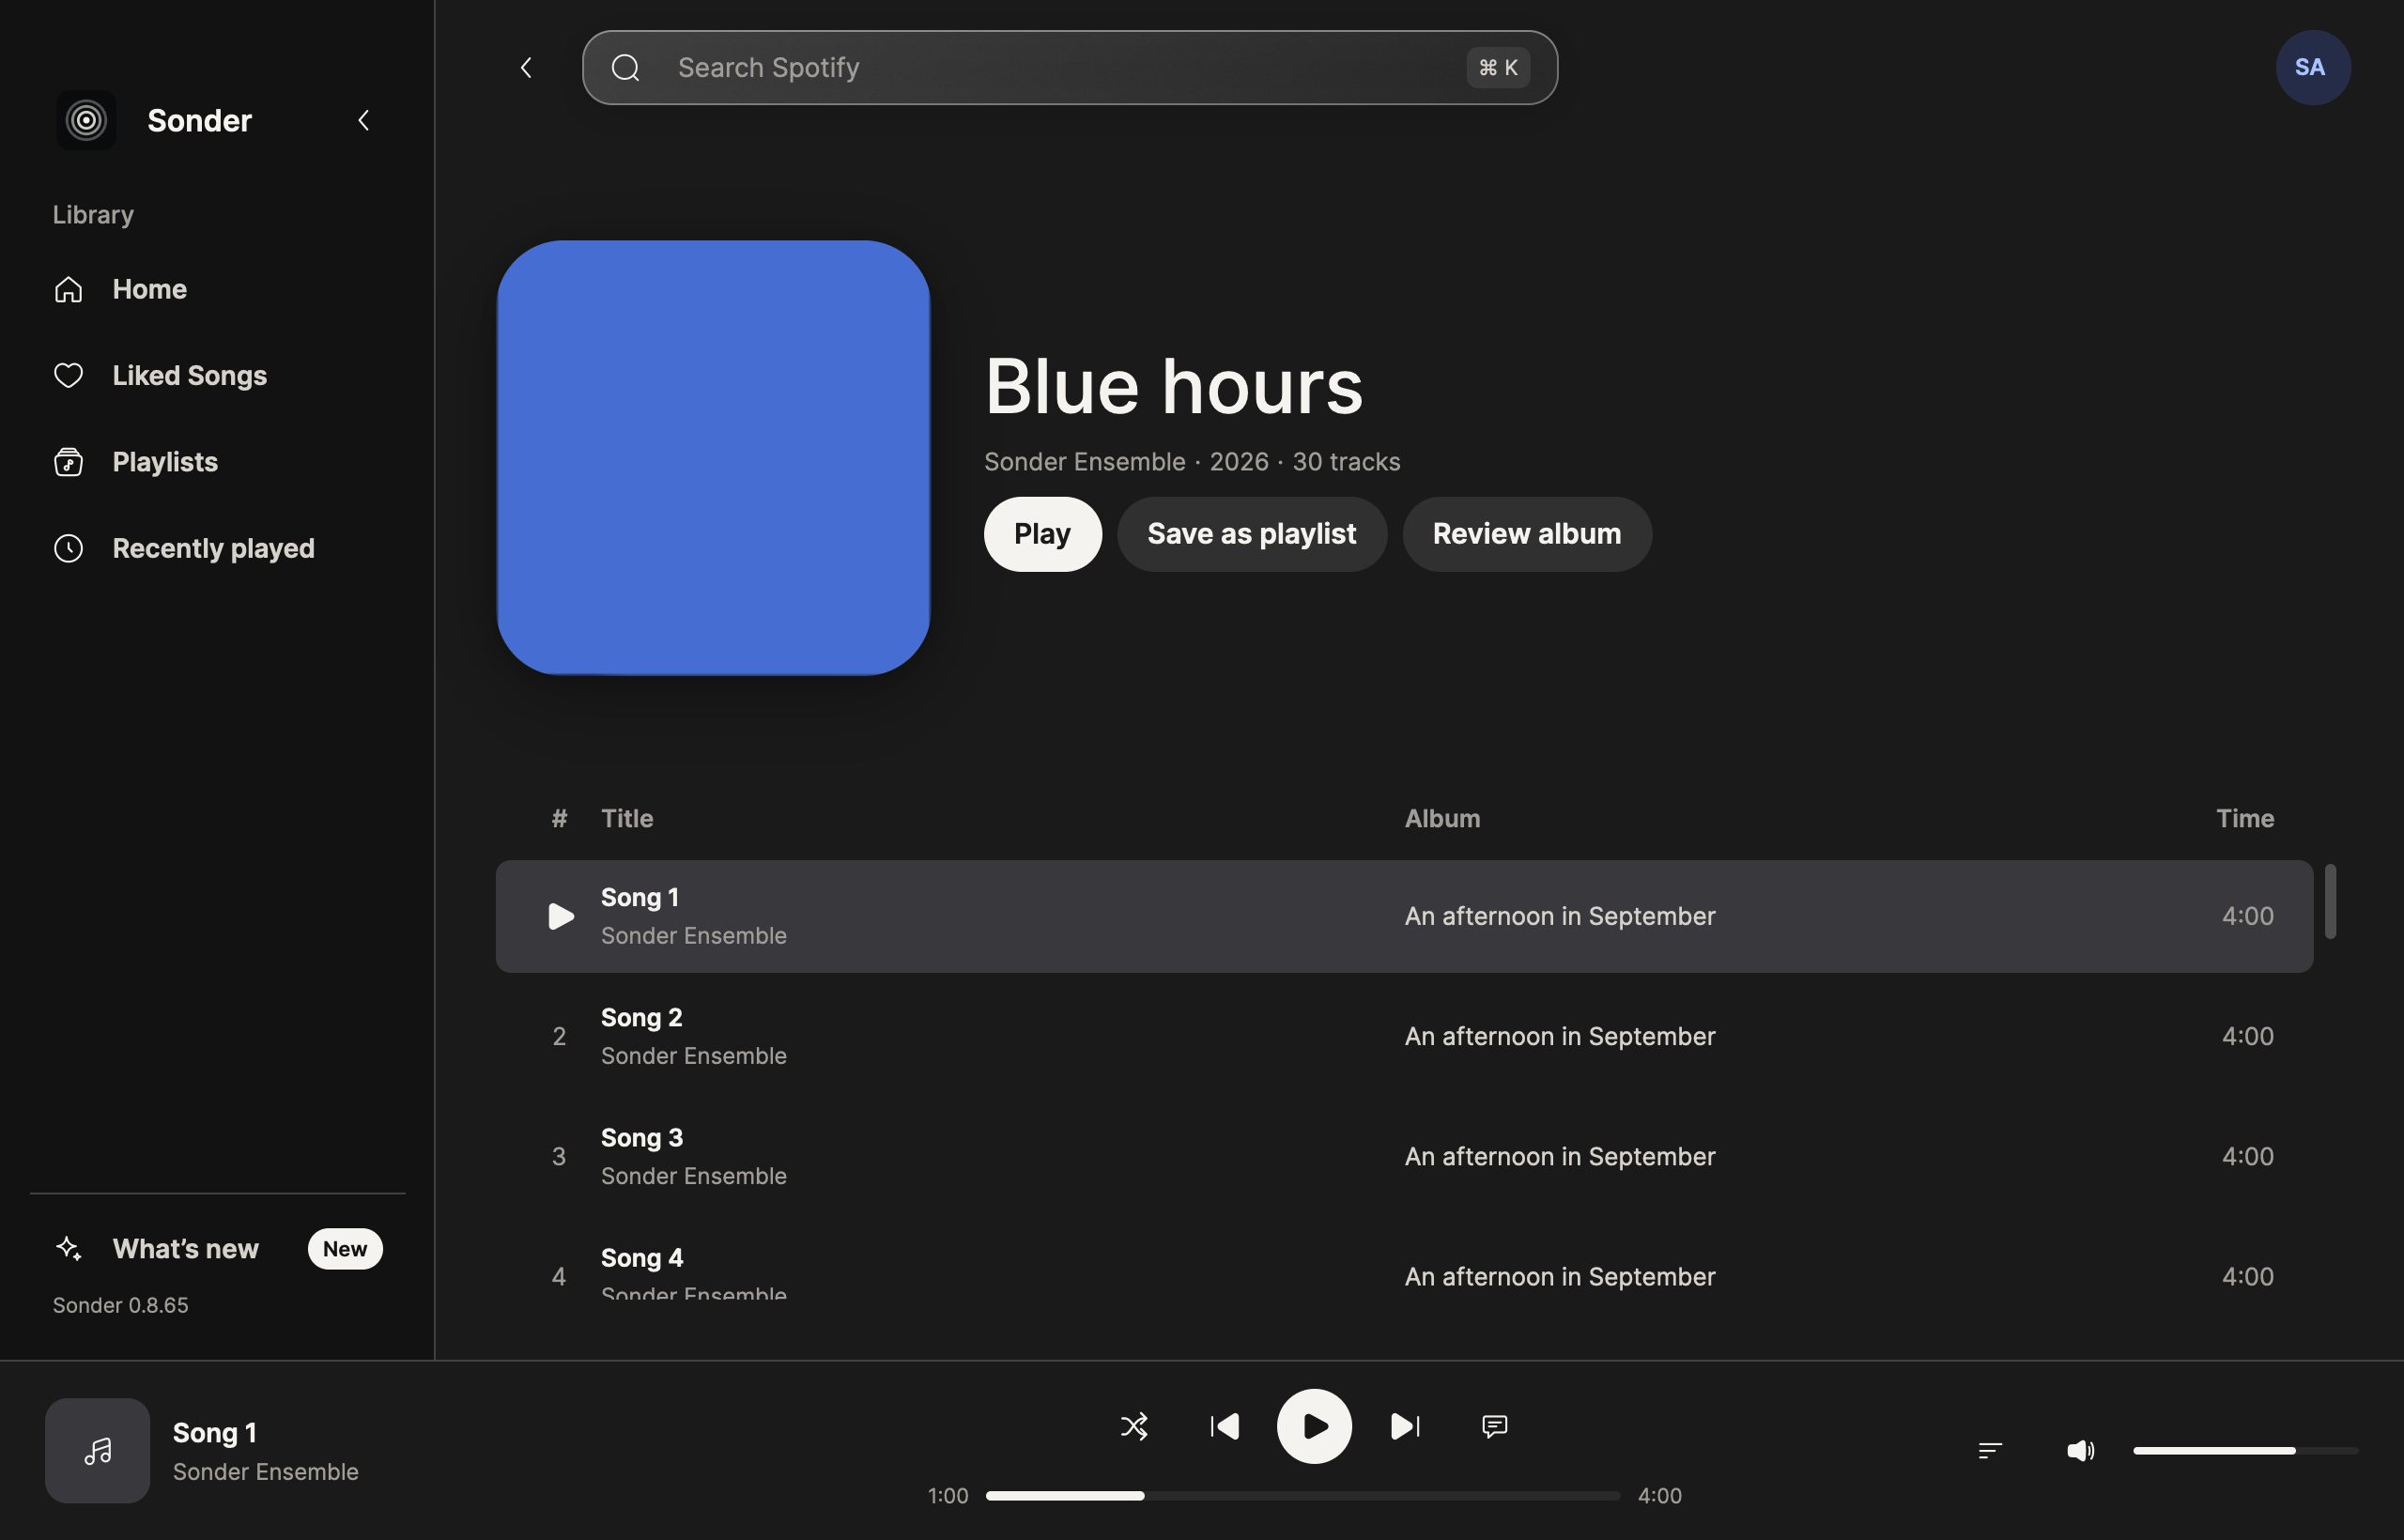 Search Spotify ⌘ K
SA
Sonder
Library
Home
Liked Songs
Playlists
Recently played
What’s new New
Sonder 0.8.65
Blue hours
Sonder Ensemble · 2026 · 30 tracks
Play Save as playlist Review album
# Title Album Time
Song 1
Sonder Ensemble
An afternoon in September 4:00
2 Song 2
Sonder Ensemble
An afternoon in September 4:00
3 Song 3
Sonder Ensemble
An afternoon in September 4:00
4 Song 4
Sonder Ensemble
An afternoon in September 4:00
Song 1
Sonder Ensemble
1:00 4:00